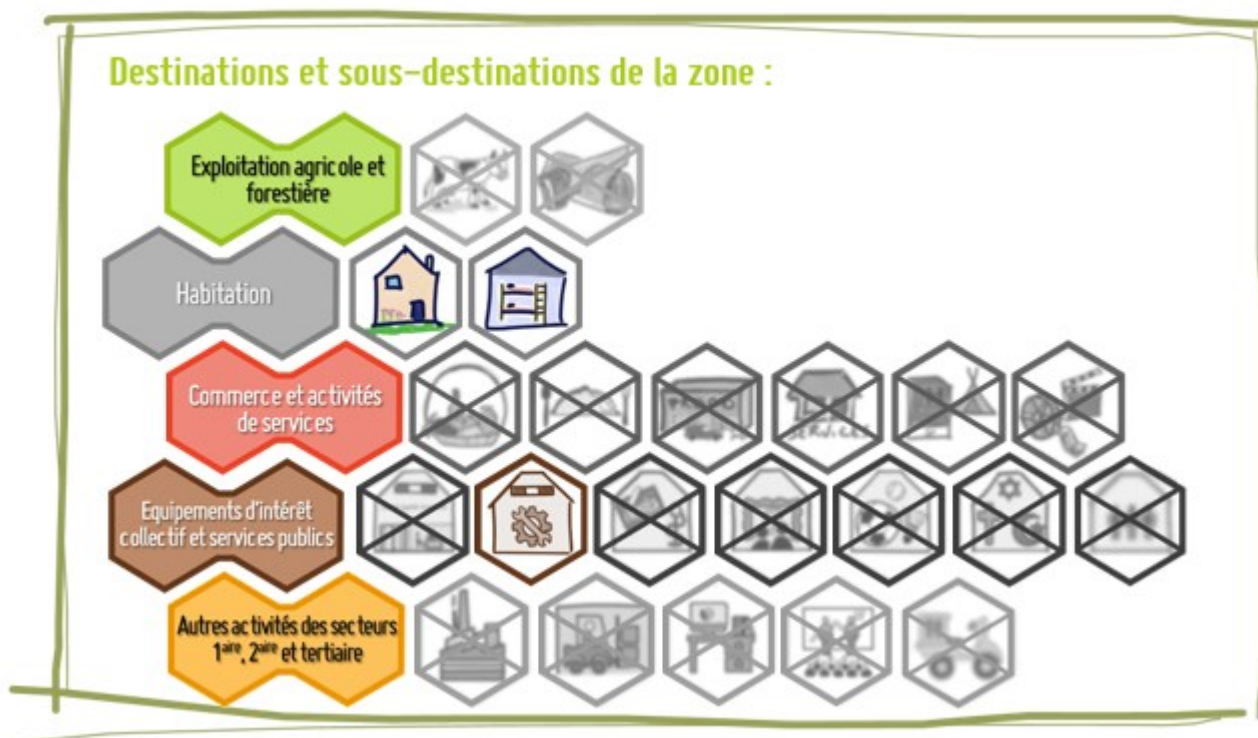 Destinations et sous-destinations de la zone :
Exploitation agricole et
forestière
Habitation
Commerce et activités
de services
SERVICES
Equipements d'intérêt
collectif et services publics
Autres activités des secteurs
1aire, 2aire et tertiaire